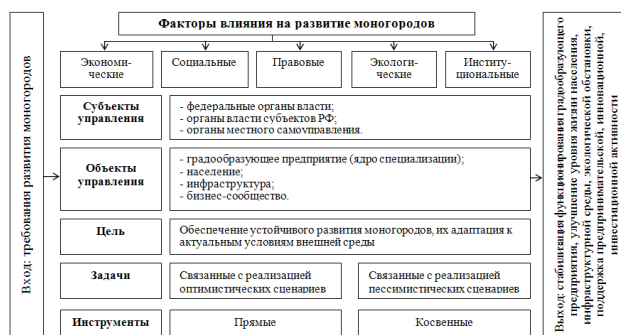 Факторы влияния на развитие моногородов
Экономи-
ческие
Социальные
Правовые
Экологи-
ческие
Институ-
циональные
Вход: требования развития моногородов
Субъекты
управления
- федеральные органы власти;
- органы власти субъектов РФ;
- органы местного самоуправления.
Объекты
управления
- градообразующее предприятие (ядро специализации);
- население;
- инфраструктура;
- бизнес-сообщество.
Цель
Обеспечение устойчивого развития моногородов, их адаптация к
актуальным условиям внешней среды
Задачи
Связанные с реализацией
оптимистических сценариев
Связанные с реализацией
пессимистических сценариев
Инструменты
Прямые
Косвенные
Выход: стабилизация функционирования градообразующего
предприятия, улучшение уровня жизни населения,
инфраструктурной среды, экологической обстановки,
поддержка предпринимательской, инновационной,
инвестиционной активности